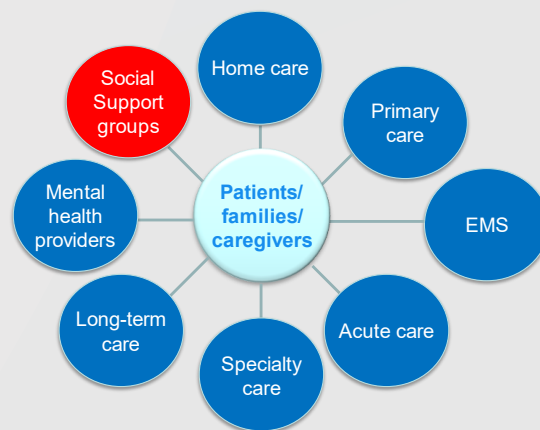 Home care
Social
Support
groups
Primary
care
Patients/
families/
caregivers
Mental
health
providers
EMS
Long-term
care
Acute care
Specialty
care